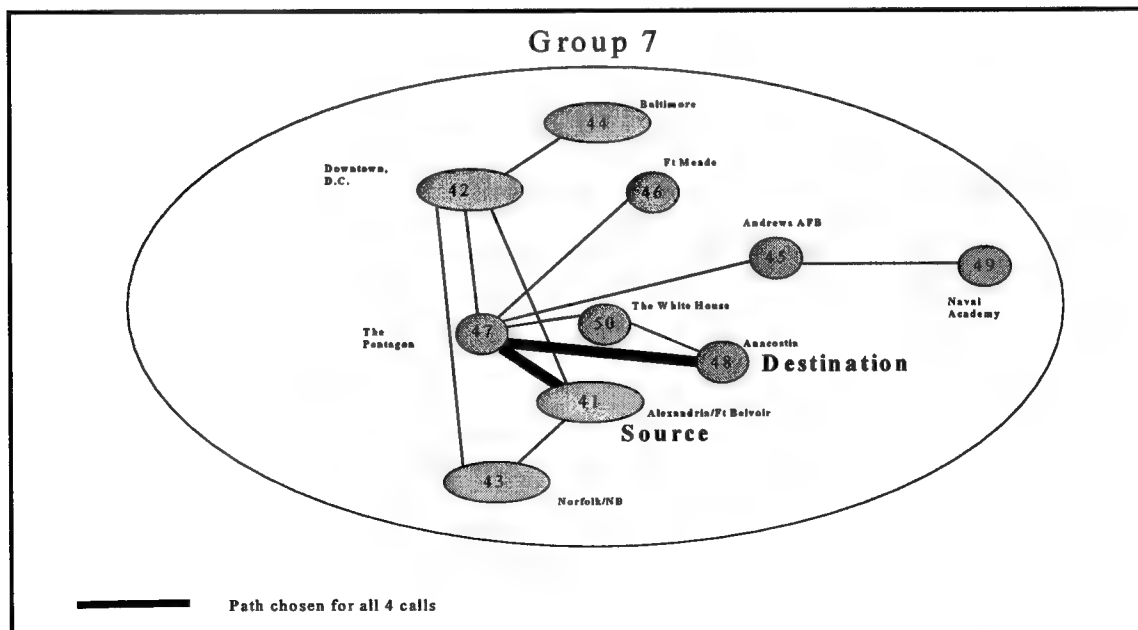 Group 7
Baltimore
44
Downtown,
D.C.
42
Ft Meade
46
Andrews AFB
45
49
Naval
Academy
The White House
50
The
Pentagon
47
Anacostia
48
Destination
41
Alexandria/Ft Belvoir
Source
43
Norfolk/NB
Path chosen for all 4 calls